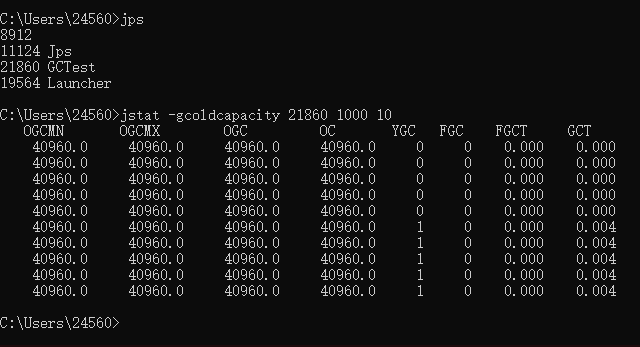 C:\Users\24560>jps
8912
11124 Jps
21860 GCTest
19564 Launcher
C:\Users\24560>jstat -gcoldcapacity 21860 1000 10
OGCMN OGCMX OGC OC YGC FGC FGCT GCT
40960.0 40960.0 40960.0 40960.0 0 0 0.000 0.000
40960.0 40960.0 40960.0 40960.0 0 0 0.000 0.000
40960.0 40960.0 40960.0 40960.0 0 0 0.000 0.000
40960.0 40960.0 40960.0 40960.0 0 0 0.000 0.000
40960.0 40960.0 40960.0 40960.0 0 0 0.000 0.000
40960.0 40960.0 40960.0 40960.0 1 0 0.000 0.004
40960.0 40960.0 40960.0 40960.0 1 0 0.000 0.004
40960.0 40960.0 40960.0 40960.0 1 0 0.000 0.004
40960.0 40960.0 40960.0 40960.0 1 0 0.000 0.004
40960.0 40960.0 40960.0 40960.0 1 0 0.000 0.004
C:\Users\24560>